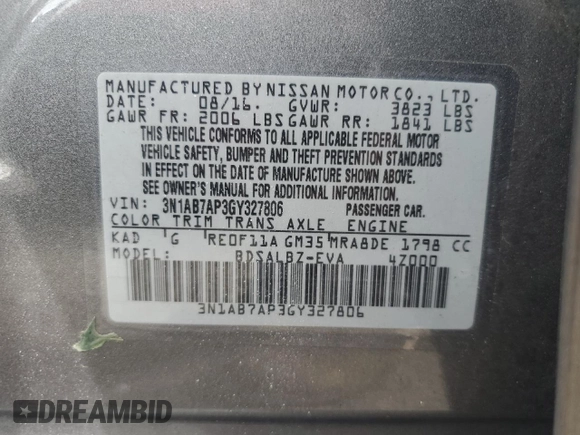 MANUFACTURED BY NISSAN MOTOR CO., LTD.
DATE: 08/16. GVWR: 3823 LBS
GAWR FR: 2006 LBS GAWR RR: 1841 LBS
THIS VEHICLE CONFORMS TO ALL APPLICABLE FEDERAL MOTOR
VEHICLE SAFETY, BUMPER AND THEFT PREVENTION STANDARDS
IN EFFECT ON THE DATE OF MANUFACTURE SHOWN ABOVE.
SEE OWNER'S MANUAL FOR ADDITIONAL INFORMATION.
VIN: 3N1AB7AP3GY327806 PASSENGER CAR.
COLOR TRIM TRANS AXLE ENGINE
KAD G RE0F11A GM35 MRA8DE 1798 CC
MODEL: BDSALBZ-EVA 4Z000
3N1AB7AP3GY327806
DREAMBID